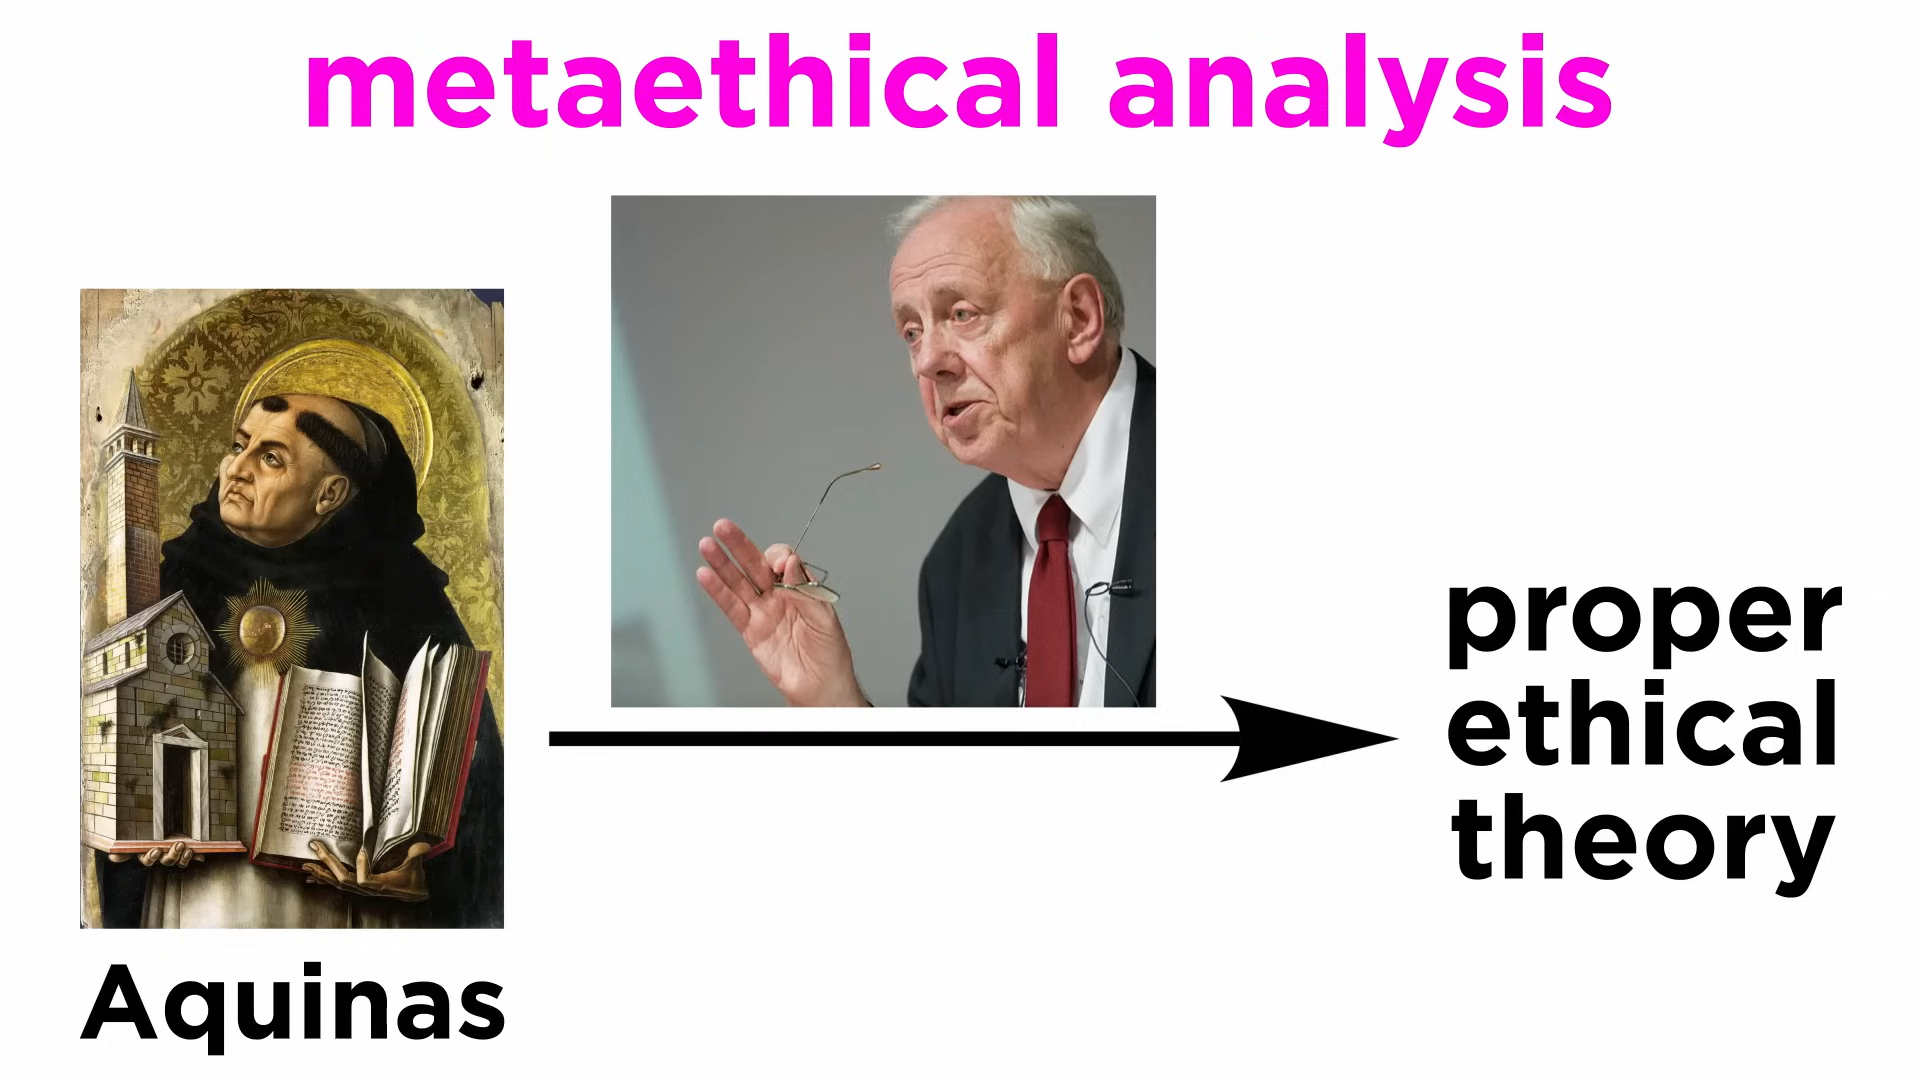 metaethical analysis
proper
ethical
theory
Aquinas